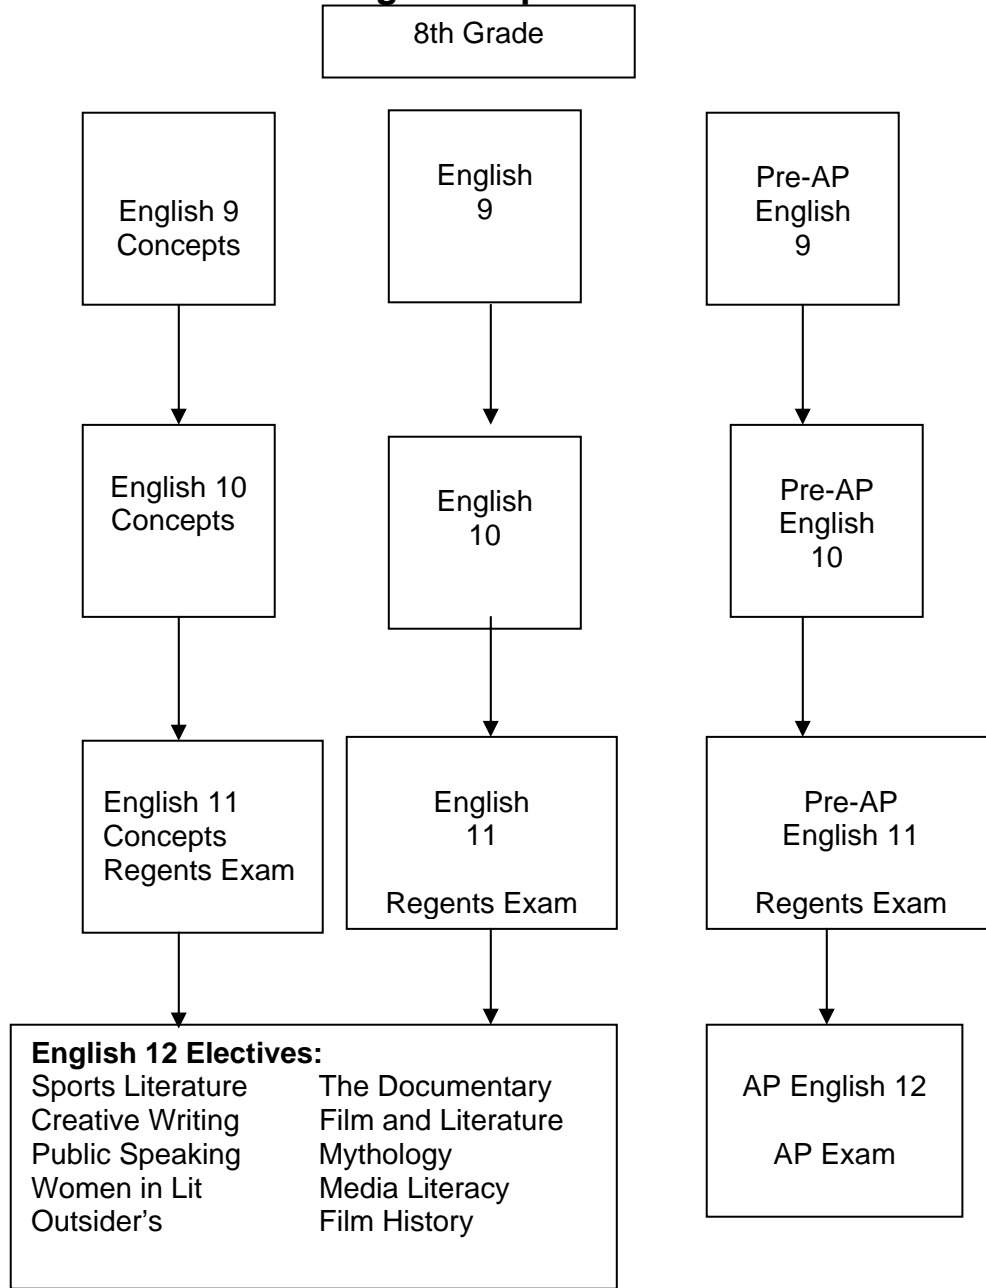 8th Grade
English 9
Concepts
English
9
Pre-AP
English
9
English 10
Concepts
English
10
Pre-AP
English
10
English 11
Concepts
Regents Exam
English
11
Regents Exam
Pre-AP
English 11
Regents Exam
English 12 Electives:
Sports Literature The Documentary
Creative Writing Film and Literature
Public Speaking Mythology
Women in Lit Media Literacy
Outsider's Film History
AP English 12
AP Exam